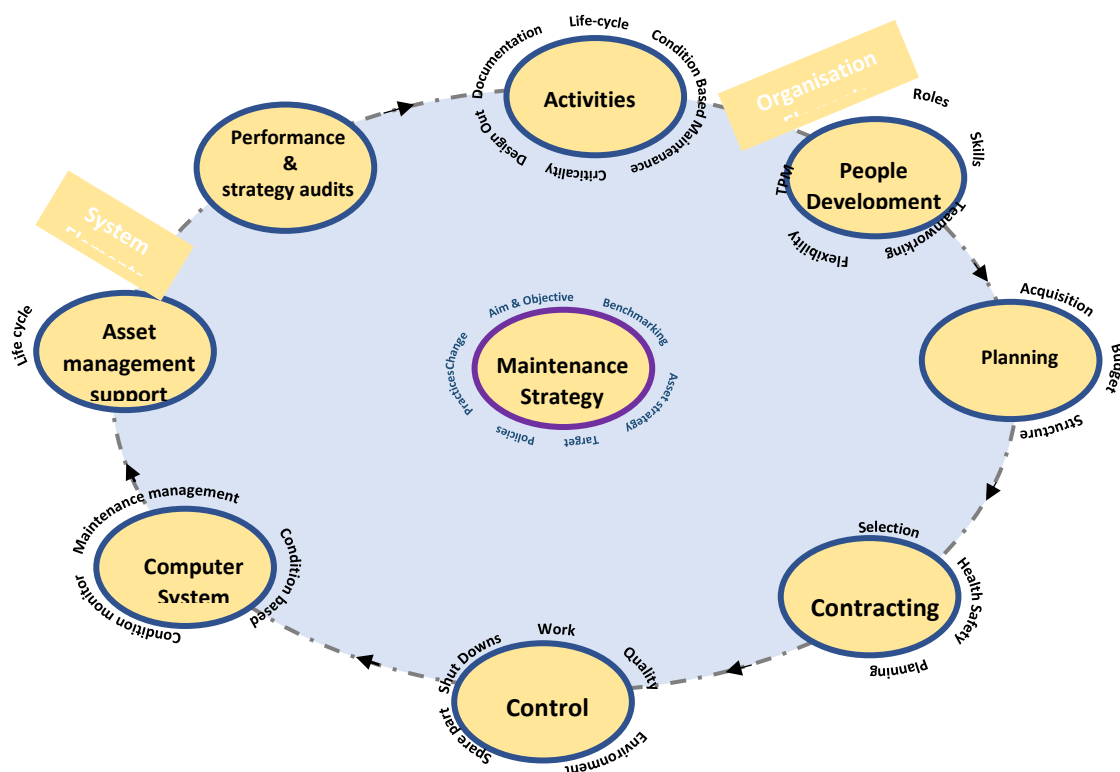 Documentation
Life-cycle
Condition Based Maintenance
Criticality
Design Out
Activities
Organisation
Roles
Skills
Teamworking
Flexibility
TPM
People
Development
Performance
&
strategy audits
System
Life cycle
Asset
management
support
Acquisition
Budget
Structure
Planning
Aim & Objective
Benchmarking
Asset strategy
Target
Policies
Practices
Change
Maintenance
Strategy
Selection
Health Safety
Planning
Contracting
Maintenance management
Condition based
Condition monitor
Computer
System
Work
Quality
Environment
Spare part
Shut Downs
Control